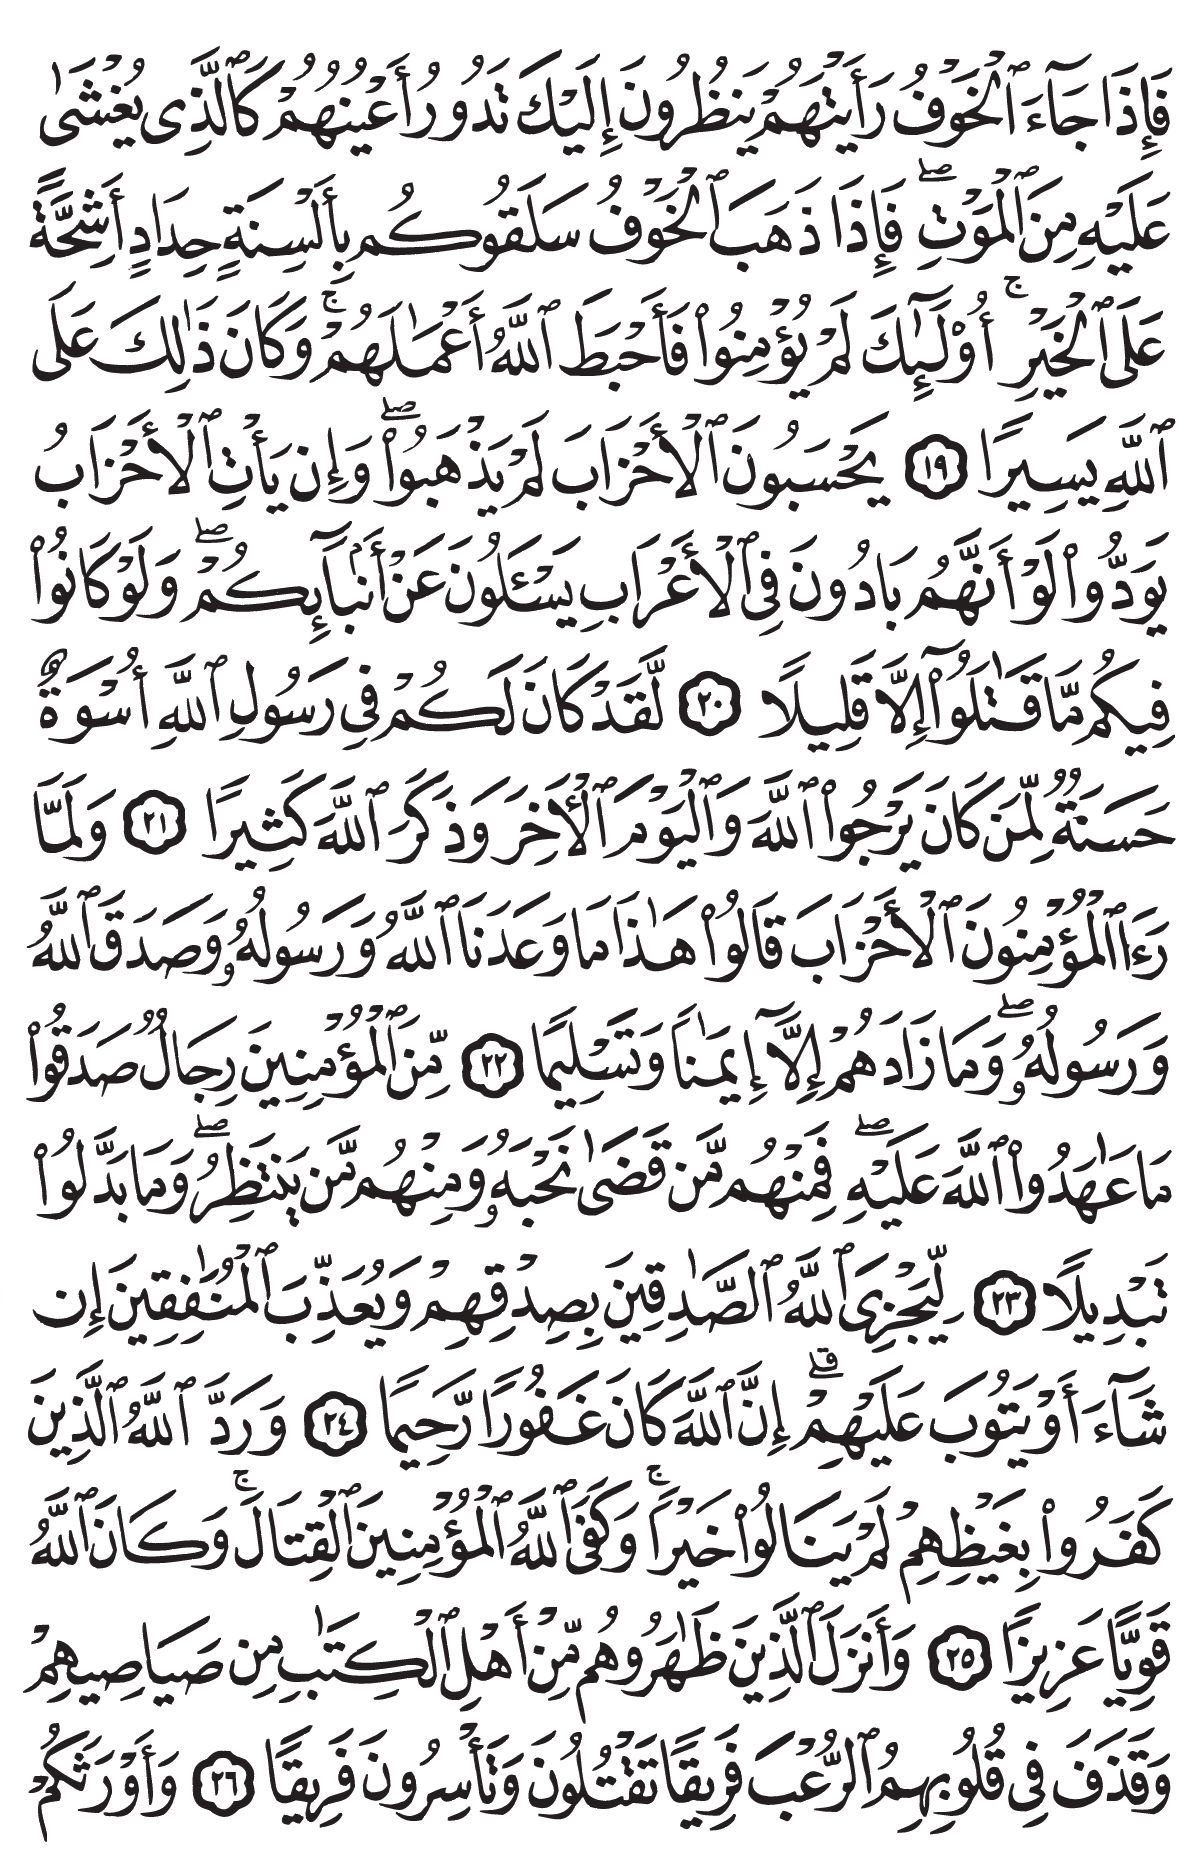 فَإِذَا جَآءَ ٱلْخَوْفُ رَأَيْتَهُمْ يَنظُرُونَ إِلَيْكَ تَدُورُ أَعْيُنُهُمْ كَٱلَّذِى يُغْشَىٰ
عَلَيْهِ مِنَ ٱلْمَوْتِ ۖ فَإِذَا ذَهَبَ ٱلْخَوْفُ سَلَقُوكُم بِأَلْسِنَةٍ حِدَادٍ أَشِحَّةً
عَلَى ٱلْخَيْرِ ۚ أُو۟لَـٰٓئِكَ لَمْ يُؤْمِنُوا۟ فَأَحْبَطَ ٱللَّهُ أَعْمَـٰلَهُمْ ۚ وَكَانَ ذَٰلِكَ عَلَى
ٱللَّهِ يَسِيرًا ١٩ يَحْسَبُونَ ٱلْأَحْزَابَ لَمْ يَذْهَبُوا۟ ۖ وَإِن يَأْتِ ٱلْأَحْزَابُ
يَوَدُّوا۟ لَوْ أَنَّهُم بَادُونَ فِى ٱلْأَعْرَابِ يَسْـَٔلُونَ عَنْ أَنۢبَآئِكُمْ ۖ وَلَوْ كَانُوا۟
فِيكُم مَّا قَـٰتَلُوٓا۟ إِلَّا قَلِيلًا ٢٠ لَّقَدْ كَانَ لَكُمْ فِى رَسُولِ ٱللَّهِ أُسْوَةٌ
حَسَنَةٌ لِّمَن كَانَ يَرْجُوا۟ ٱللَّهَ وَٱلْيَوْمَ ٱلْـَٔاخِرَ وَذَكَرَ ٱللَّهَ كَثِيرًا ٢١ وَلَمَّا
رَءَا ٱلْمُؤْمِنُونَ ٱلْأَحْزَابَ قَالُوا۟ هَـٰذَا مَا وَعَدَنَا ٱللَّهُ وَرَسُولُهُۥ وَصَدَقَ ٱللَّهُ
وَرَسُولُهُۥ ۖ وَمَا زَادَهُمْ إِلَّآ إِيمَـٰنًا وَتَسْلِيمًا ٢٢ مِّنَ ٱلْمُؤْمِنِينَ رِجَالٌ صَدَقُوا۟
مَا عَـٰهَدُوا۟ ٱللَّهَ عَلَيْهِ ۖ فَمِنْهُم مَّن قَضَىٰ نَحْبَهُۥ وَمِنْهُم مَّن يَنتَظِرُ ۖ وَمَا بَدَّلُوا۟
تَبْدِيلًا ٢٣ لِّيَجْزِىَ ٱللَّهُ ٱلصَّـٰدِقِينَ بِصِدْقِهِمْ وَيُعَذِّبَ ٱلْمُنَـٰفِقِينَ إِن
شَآءَ أَوْ يَتُوبَ عَلَيْهِمْ ۗ إِنَّ ٱللَّهَ كَانَ غَفُورًا رَّحِيمًا ٢٤ وَرَدَّ ٱللَّهُ ٱلَّذِينَ
كَفَرُوا۟ بِغَيْظِهِمْ لَمْ يَنَالُوا۟ خَيْرًا ۚ وَكَفَى ٱللَّهُ ٱلْمُؤْمِنِينَ ٱلْقِتَالَ ۚ وَكَانَ ٱللَّهُ
قَوِيًّا عَزِيزًا ٢٥ وَأَنزَلَ ٱلَّذِينَ ظَـٰهَرُوهُم مِّنْ أَهْلِ ٱلْكِتَـٰبِ مِن صَيَاصِيهِمْ
وَقَذَفَ فِى قُلُوبِهِمُ ٱلرُّعْبَ فَرِيقًا تَقْتُلُونَ وَتَأْسِرُونَ فَرِيقًا ٢٦ وَأَوْرَثَكُمْ